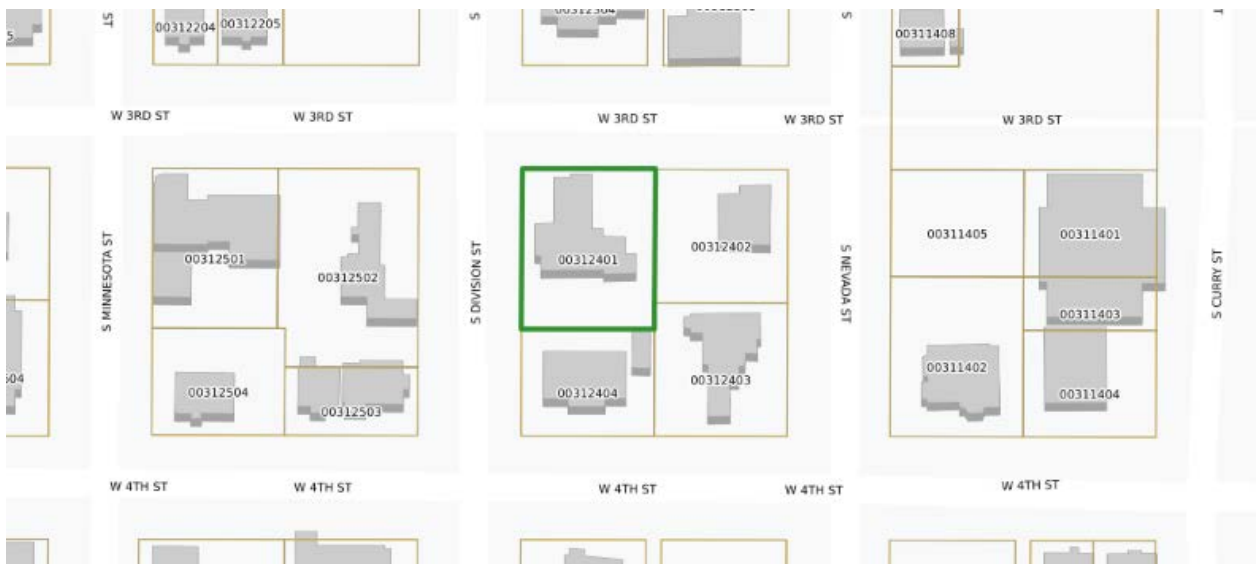 ST
S
S
00312204
00312205
00311408
W 3RD ST
W 3RD ST
W 3RD ST
W 3RD ST
W 3RD ST
S MINNESOTA ST
00312501
00312502
S DIVISION ST
00312401
00312402
S NEVADA ST
00311405
00311401
S CURRY ST
00311403
00312504
00312503
00312404
00312403
00311402
00311404
W 4TH ST
W 4TH ST
W 4TH ST
W 4TH ST
W 4TH ST